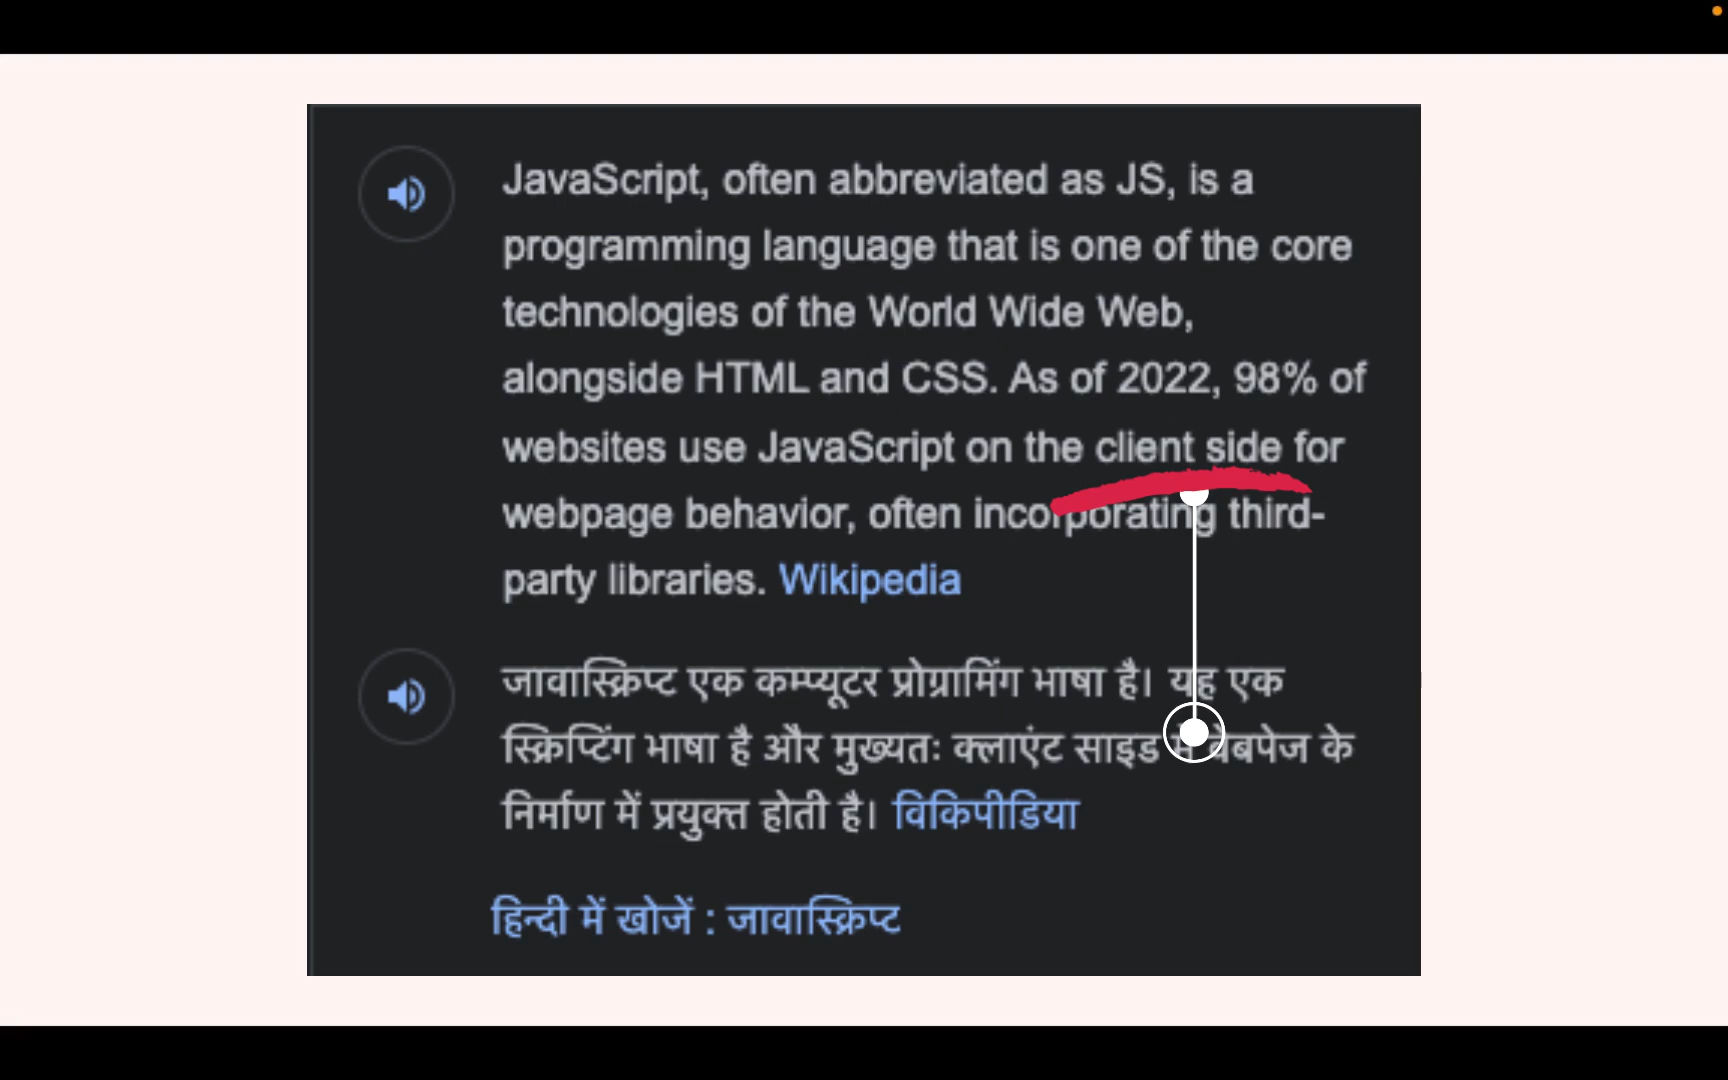 JavaScript, often abbreviated as JS, is a
programming language that is one of the core
technologies of the World Wide Web,
alongside HTML and CSS. As of 2022, 98% of
websites use JavaScript on the client side for
webpage behavior, often incorporating third-
party libraries. Wikipedia
जावास्क्रिप्ट एक कम्प्यूटर प्रोग्रामिंग भाषा है। यह एक
स्क्रिप्टिंग भाषा है और मुख्यतः क्लाएंट साइड में वेबपेज के
निर्माण में प्रयुक्त होती है। विकिपीडिया
हिन्दी में खोजें : जावास्क्रिप्ट